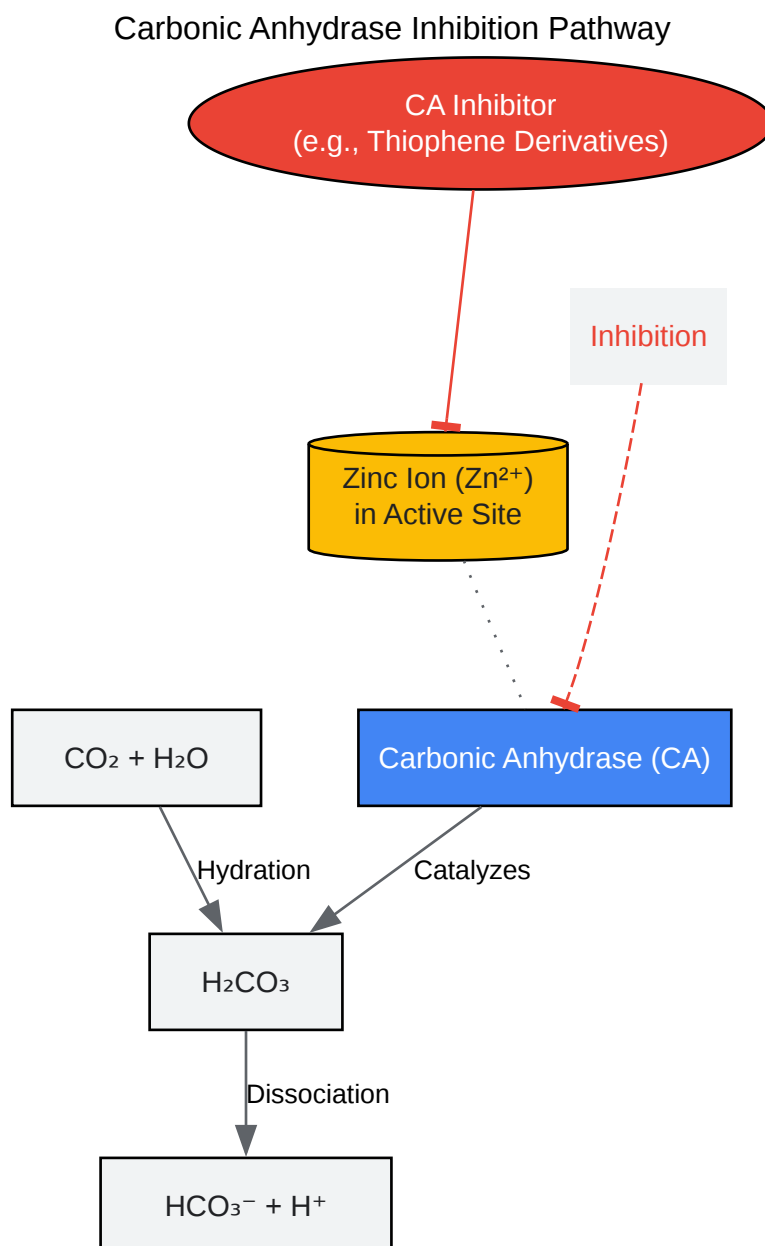 Carbonic Anhydrase Inhibition Pathway
CA Inhibitor
(e.g., Thiophene Derivatives)
Inhibition
Zinc Ion (Zn²⁺)
in Active Site
CO₂ + H₂O
Carbonic Anhydrase (CA)
Hydration
Catalyzes
H₂CO₃
Dissociation
HCO₃⁻ + H⁺